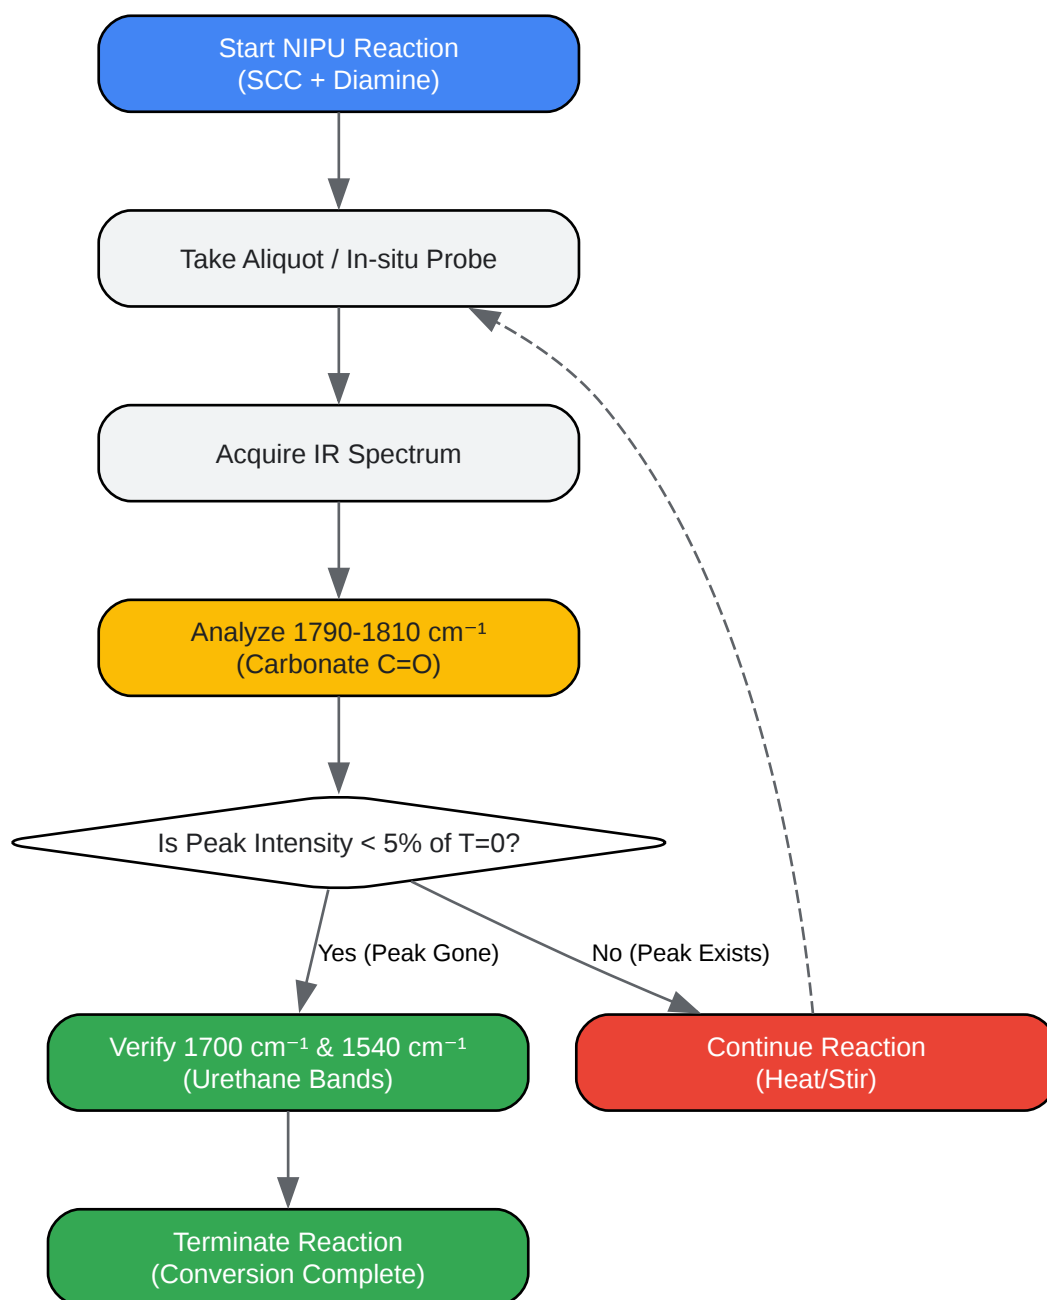 Start NIPU Reaction
(SCC + Diamine)
Take Aliquot / In-situ Probe
Acquire IR Spectrum
Analyze 1790-1810 cm⁻¹
(Carbonate C=O)
Is Peak Intensity < 5% of T=0?
Yes (Peak Gone)
No (Peak Exists)
Verify 1700 cm⁻¹ & 1540 cm⁻¹
(Urethane Bands)
Continue Reaction
(Heat/Stir)
Terminate Reaction
(Conversion Complete)